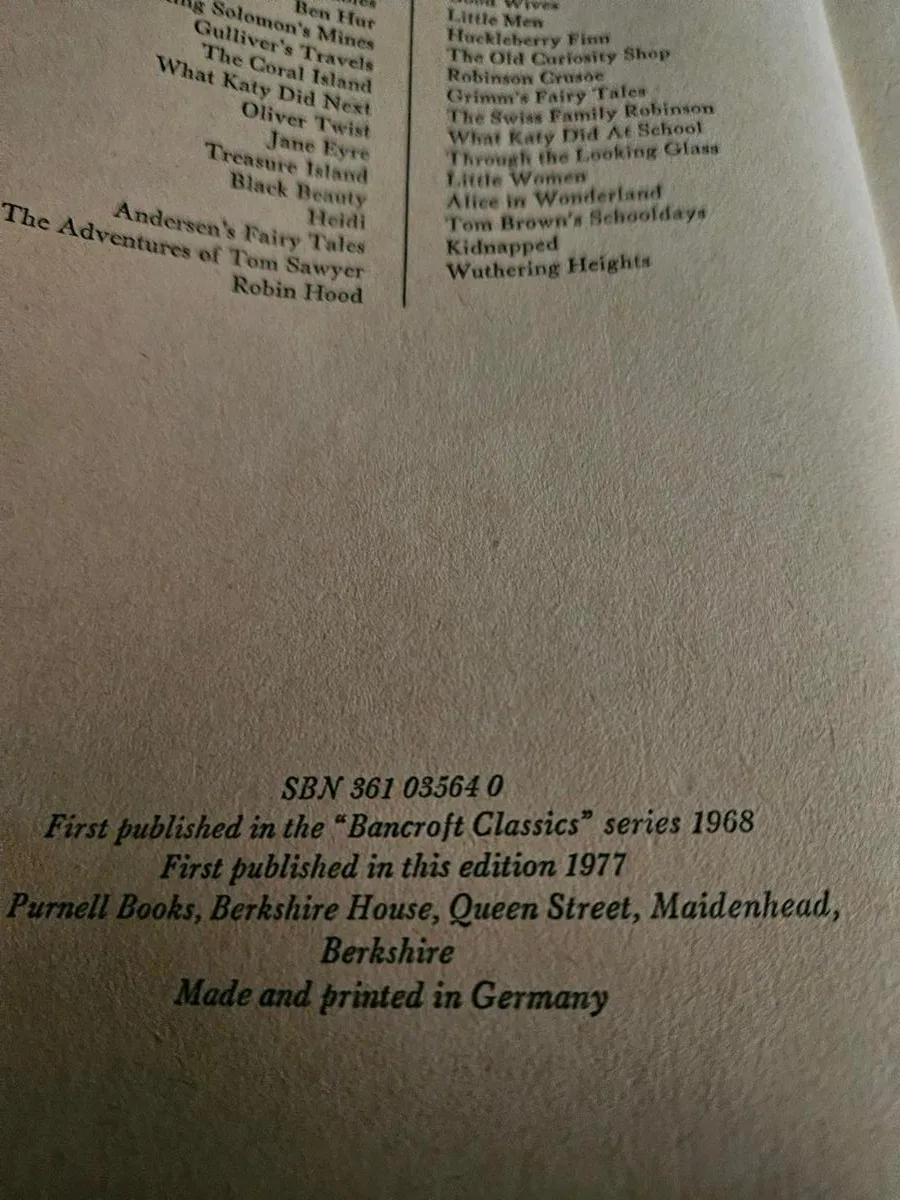 Ben Hur
Solomon's Mines
Gulliver's Travels
The Coral Island
What Katy Did Next
Oliver Twist
Jane Eyre
Treasure Island
Black Beauty
Heidi
Andersen's Fairy Tales
The Adventures of Tom Sawyer
Robin Hood
Wives
Little Men
Huckleberry Finn
The Old Curiosity Shop
Robinson Crusoe
Grimm's Fairy Tales
The Swiss Family Robinson
What Katy Did At School
Through the Looking Glass
Little Women
Alice in Wonderland
Tom Brown's Schooldays
Kidnapped
Wuthering Heights
SBN 361 03564 0
First published in the “Bancroft Classics” series 1968
First published in this edition 1977
Purnell Books, Berkshire House, Queen Street, Maidenhead,
Berkshire
Made and printed in Germany